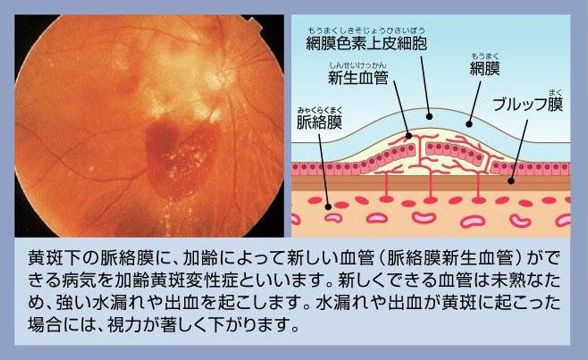 もうまくしきそじょうひさいぼう
網膜色素上皮細胞
しんせいけっかん
新生血管
もうまく
網膜
まく
ブルッフ膜
みゃくらくまく
脈絡膜
黄斑下の脈絡膜に、加齢によって新しい血管（脈絡膜新生血管）がで
きる病気を加齢黄斑変性症といいます。新しくできる血管は未熟なた
め、強い水漏れや出血を起こします。水漏れや出血が黄斑に起こった
場合には、視力が著しく下がります。